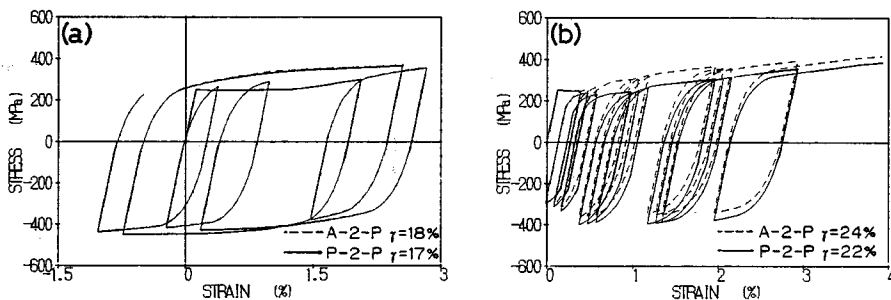 (a)
600
400
200
0
-200
-400
-600
STRESS (MPa)
-1.5
0
1.5
3
STRAIN (%)
A-2-P γ=18%
P-2-P γ=17%
(b)
600
400
200
0
-200
-400
-600
STRESS (MPa)
0
1
2
3
4
STRAIN (%)
A-2-P γ=24%
P-2-P γ=22%